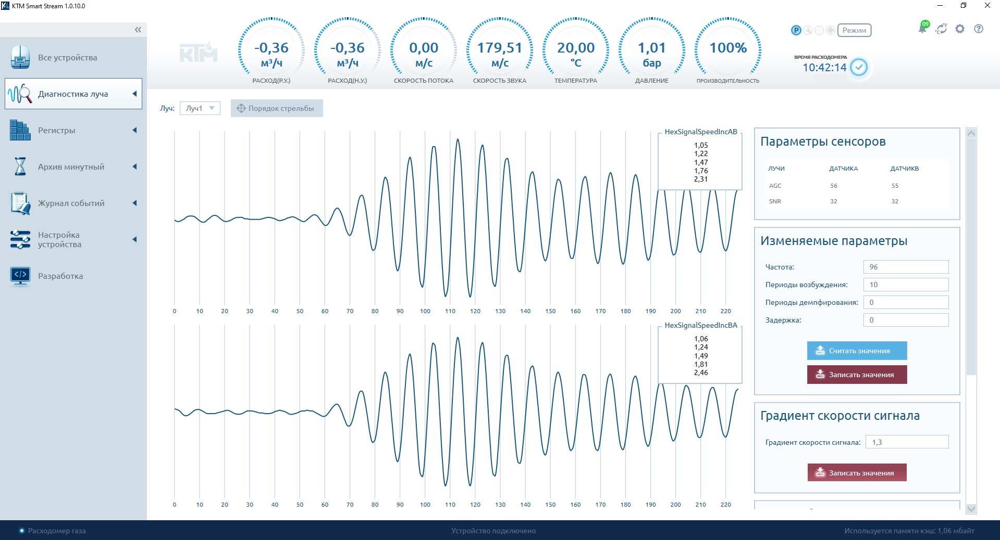 KTM Smart Stream 1.0.10.0
«
Все устройства
Диагностика луча
Регистры
Архив минутный
Журнал событий
Настройка
устройства
Разработка
КТМ
-0,36
м³/ч
РАСХОД(Р.У.)
-0,36
м³/ч
РАСХОД(Н.У.)
0,00
м/с
СКОРОСТЬ ПОТОКА
179,51
м/с
СКОРОСТЬ ЗВУКА
20,00
°C
ТЕМПЕРАТУРА
1,01
бар
ДАВЛЕНИЕ
100%
ПРОИЗВОДИТЕЛЬНОСТЬ
P
Режим
09
°C °F
?
ВРЕМЯ РАСХОДОМЕРА
10:42:14
Луч: Луч1
Порядок стрельбы
HexSignalSpeedIncAB
1,05
1,22
1,47
1,76
2,31
0 10 20 30 40 50 60 70 80 90 100 110 120 130 140 150 160 170 180 190 200 210 220
HexSignalSpeedIncBA
1,06
1,24
1,49
1,81
2,46
0 10 20 30 40 50 60 70 80 90 100 110 120 130 140 150 160 170 180 190 200 210 220
Параметры сенсоров
ЛУЧИ ДАТЧИКА ДАТЧИКВ
AGC 56 55
SNR 32 32
Изменяемые параметры
Частота: 96
Периоды возбуждения: 10
Периоды демпфирования: 0
Задержка: 0
Считать значения
Записать значения
Градиент скорости сигнала
Градиент скорости сигнала: 1,3
Записать значения
Расходомер газа
Устройство подключено
Используется памяти кэш: 1,06 мбайт